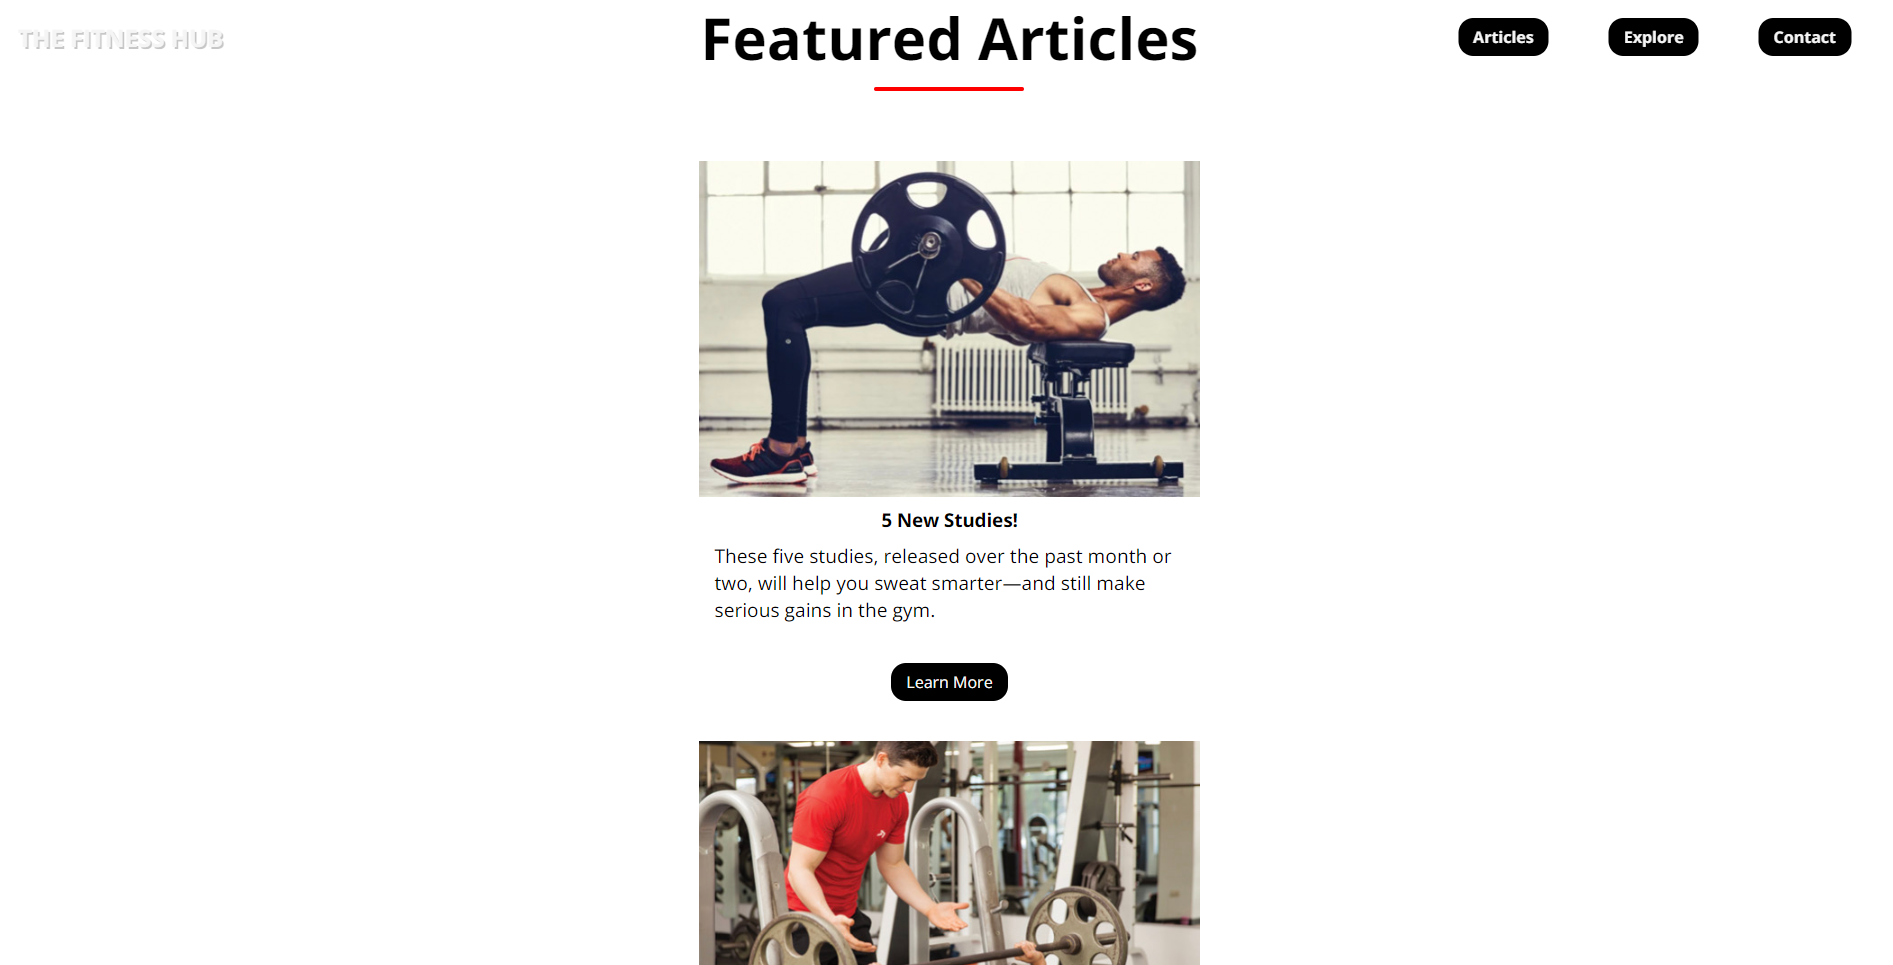 THE FITNESS HUB
Featured Articles
Articles
Explore
Contact
5 New Studies!
These five studies, released over the past month or
two, will help you sweat smarter—and still make
serious gains in the gym.
Learn More